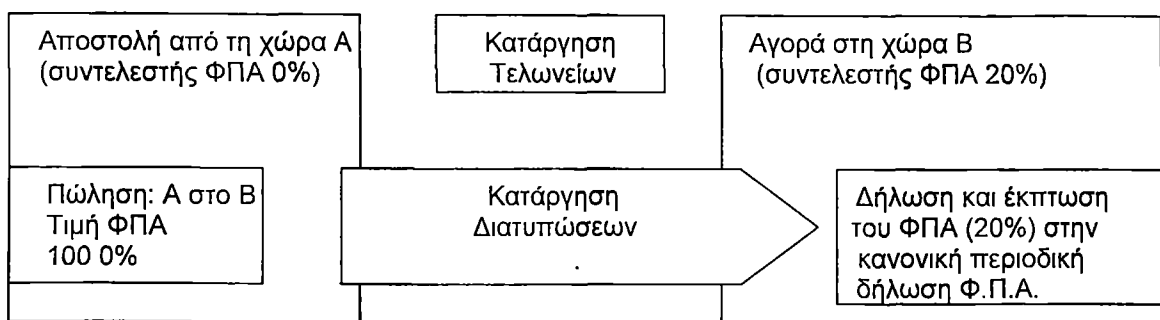 Αποστολή από τη χώρα Α
(συντελεστής ΦΠΑ 0%)
Κατάργηση
Τελωνείων
Αγορά στη χώρα Β
(συντελεστής ΦΠΑ 20%)
Πώληση: Α στο Β
Τιμή ΦΠΑ
100 0%
Κατάργηση
Διατυπώσεων
Δήλωση και έκπτωση
του ΦΠΑ (20%) στην
κανονική περιοδική
δήλωση Φ.Π.Α.